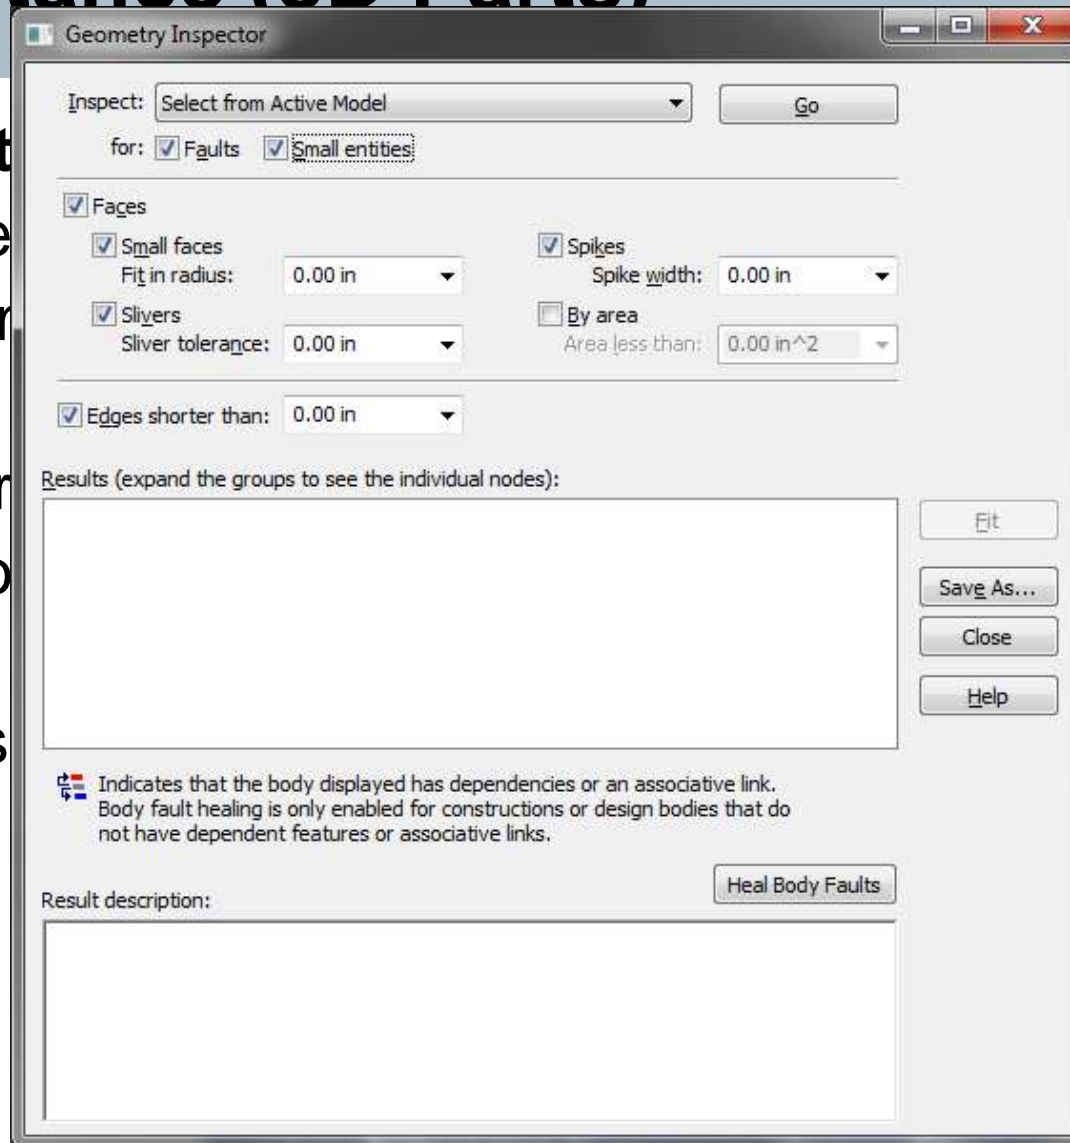 Geometry Inspector
Inspect: Select from Active Model Go
for: Faults Small entities
Faces
Small faces Spikes
Fit in radius: 0.00 in Spike width: 0.00 in
Slivers By area
Sliver tolerance: 0.00 in Area less than: 0.00 in^2
Edges shorter than: 0.00 in
Results (expand the groups to see the individual nodes):
Fit
Save As...
Close
Help
Indicates that the body displayed has dependencies or an associative link.
Body fault healing is only enabled for constructions or design bodies that do
not have dependent features or associative links.
Heal Body Faults
Result description: